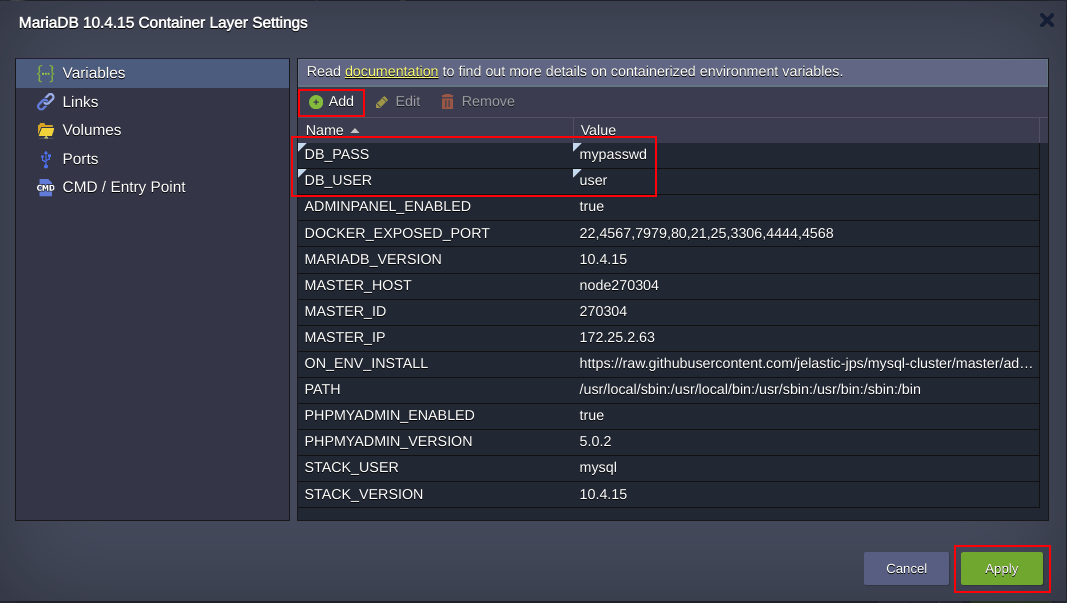 MariaDB 10.4.15 Container Layer Settings
Variables
Links
Volumes
Ports
CMD CMD / Entry Point
Read documentation to find out more details on containerized environment variables.
Add Edit Remove
Name Value
DB_PASS mypasswd
DB_USER user
ADMINPANEL_ENABLED true
DOCKER_EXPOSED_PORT 22,4567,7979,80,21,25,3306,4444,4568
MARIADB_VERSION 10.4.15
MASTER_HOST node270304
MASTER_ID 270304
MASTER_IP 172.25.2.63
ON_ENV_INSTALL https://raw.githubusercontent.com/jelastic-jps/mysql-cluster/master/ad…
PATH /usr/local/sbin:/usr/local/bin:/usr/sbin:/usr/bin:/sbin:/bin
PHPMYADMIN_ENABLED true
PHPMYADMIN_VERSION 5.0.2
STACK_USER mysql
STACK_VERSION 10.4.15
Cancel Apply